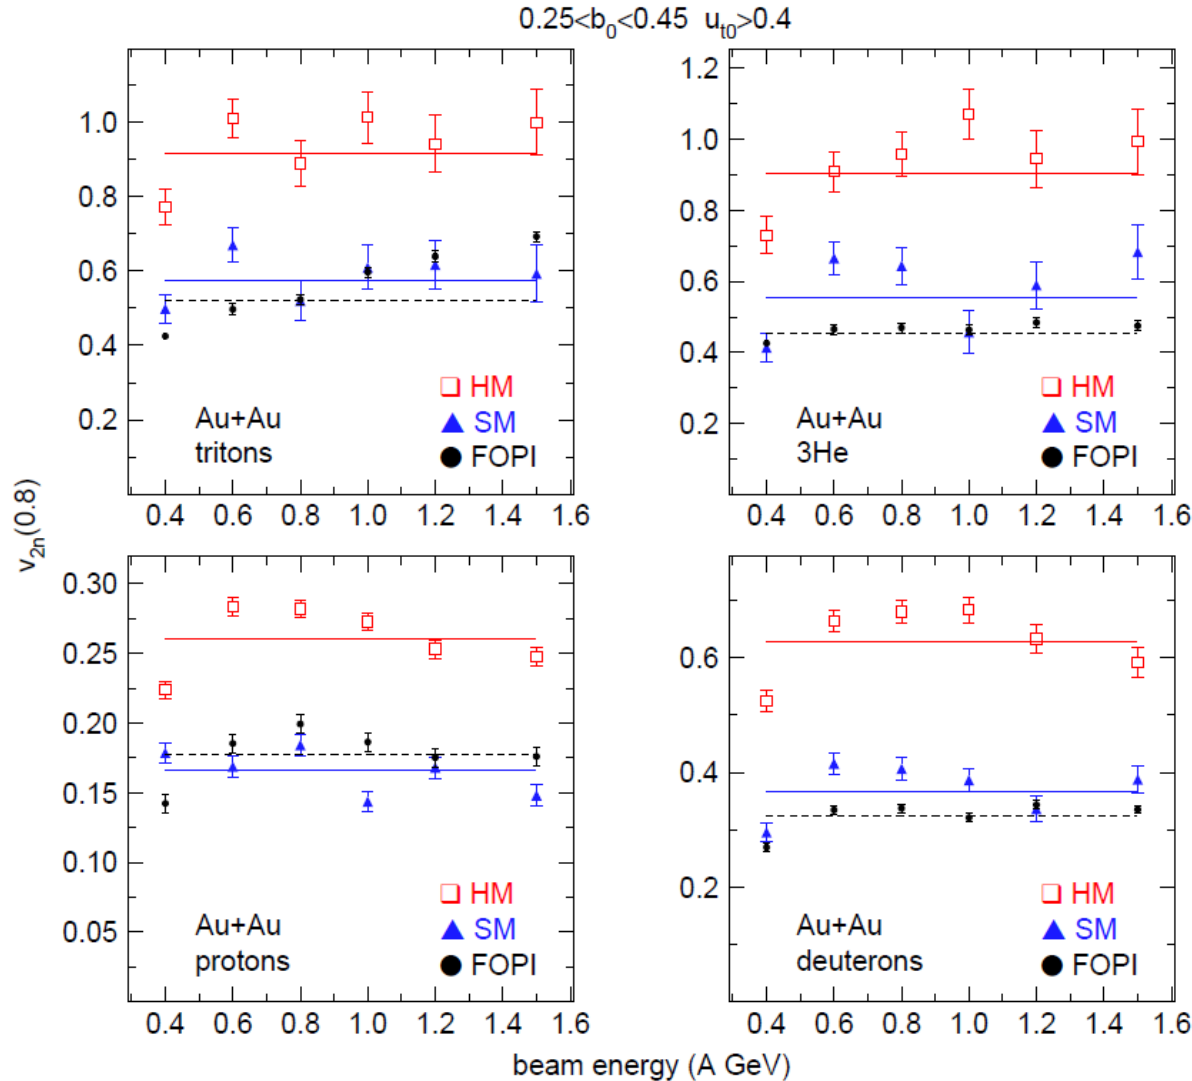 0.25<b0<0.45 ut0>0.4
1.0
0.8
0.6
0.4
0.2
HM
SM
FOPI
Au+Au
tritons
0.4 0.6 0.8 1.0 1.2 1.4 1.6
1.2
1.0
0.8
0.6
0.4
0.2
HM
SM
FOPI
Au+Au
3He
0.4 0.6 0.8 1.0 1.2 1.4 1.6
v2n(0.8)
0.30
0.25
0.20
0.15
0.10
0.05
HM
SM
FOPI
Au+Au
protons
0.4 0.6 0.8 1.0 1.2 1.4 1.6
0.6
0.4
0.2
HM
SM
FOPI
Au+Au
deuterons
0.4 0.6 0.8 1.0 1.2 1.4 1.6
beam energy (A GeV)